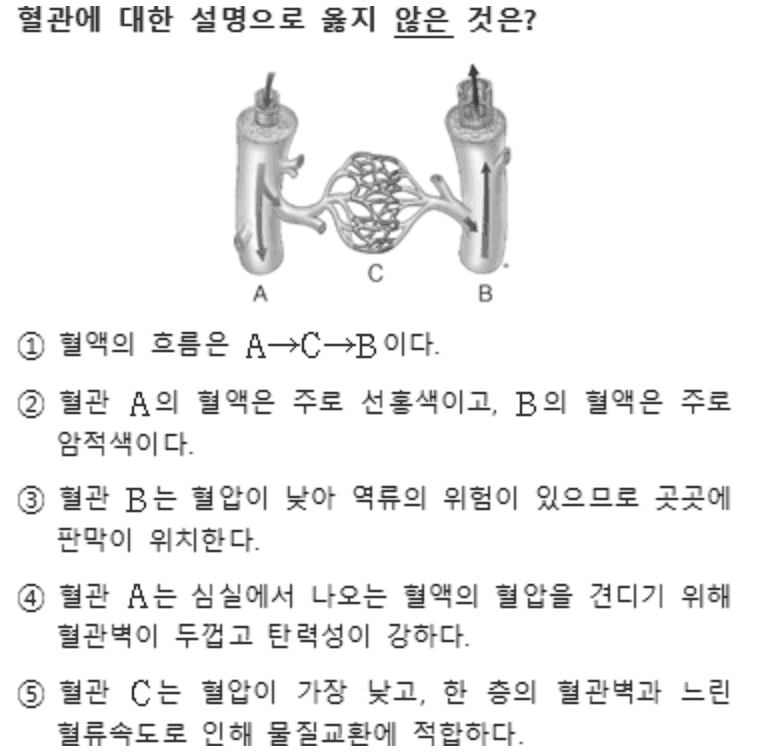 혈관에 대한 설명으로 옳지 않은 것은?
A
C
B
① 혈액의 흐름은 A→C→B이다.
② 혈관 A의 혈액은 주로 선홍색이고, B의 혈액은 주로
암적색이다.
③ 혈관 B는 혈압이 낮아 역류의 위험이 있으므로 곳곳에
판막이 위치한다.
④ 혈관 A는 심실에서 나오는 혈액의 혈압을 견디기 위해
혈관벽이 두껍고 탄력성이 강하다.
⑤ 혈관 C는 혈압이 가장 낮고, 한 층의 혈관벽과 느린
혈류속도로 인해 물질교환에 적합하다.